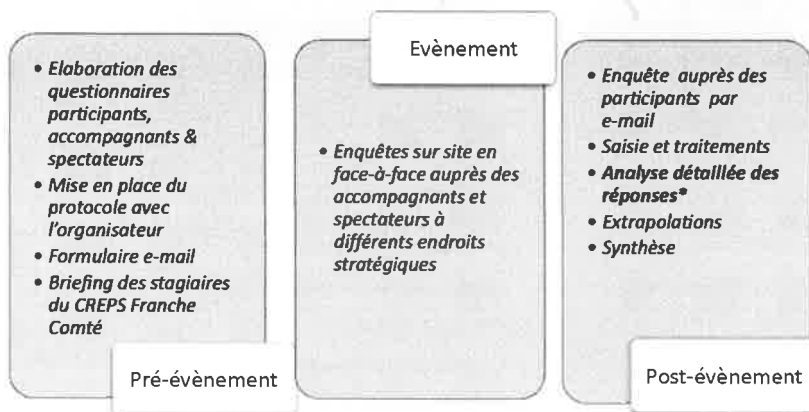 • Elaboration des
questionnaires
participants,
accompagnants &
spectateurs
• Mise en place du
protocole avec
l'organisateur
• Formulaire e-mail
• Briefing des stagiaires
du CREPS Franche
Comté
Pré-évènement
Evènement
• Enquêtes sur site en
face-à-face auprès des
accompagnants et
spectateurs à
différents endroits
stratégiques
• Enquête auprès des
participants par
e-mail
• Saisie et traitements
• Analyse détaillée des
réponses*
• Extrapolations
• Synthèse
Post-évènement